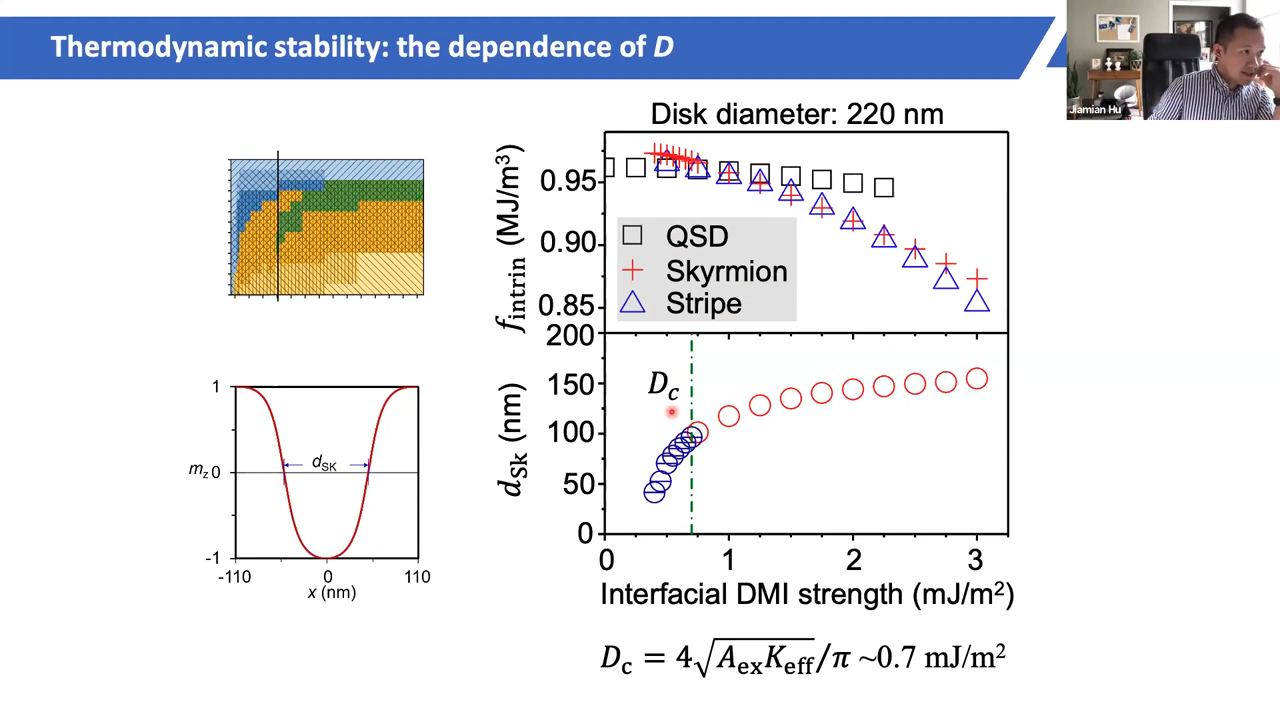 Thermodynamic stability: the dependence of D
Jiamian Hu
Disk diameter: 220 nm
f_intrin (MJ/m³)
0.95
0.90
0.85
QSD
Skyrmion
Stripe
d_Sk (nm)
200
150
100
50
0
D_c
0 1 2 3
Interfacial DMI strength (mJ/m²)
m_z
1
0
-1
d_SK
-110 0 110
x (nm)
D_c = 4√(A_ex K_eff)/π ~0.7 mJ/m²